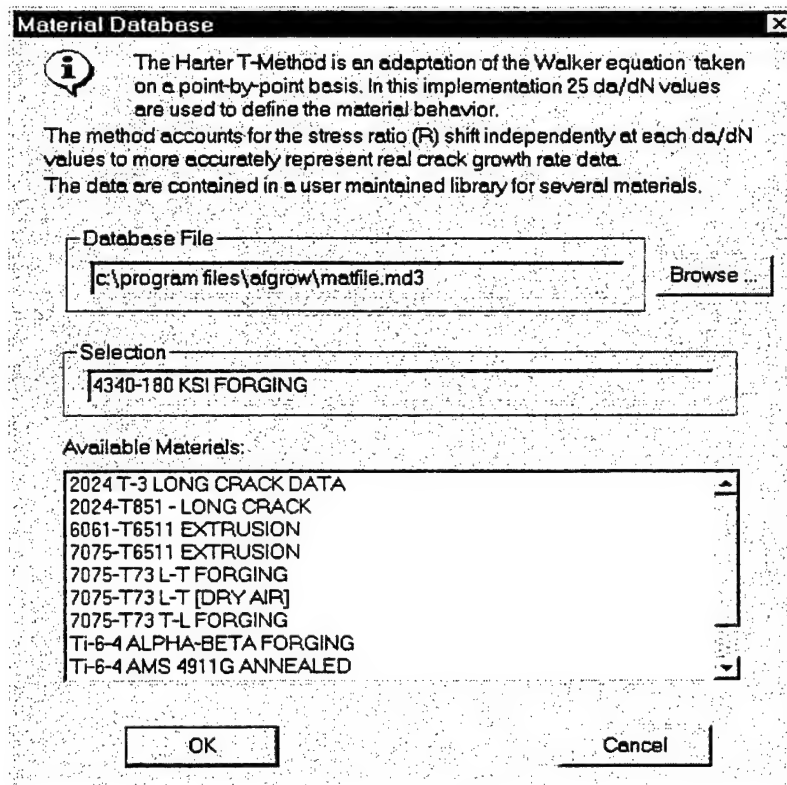 Material Database
The Harter T-Method is an adaptation of the Walker equation taken
on a point-by-point basis. In this implementation 25 da/dN values
are used to define the material behavior.
The method accounts for the stress ratio (R) shift independently at each da/dN
values to more accurately represent real crack growth rate data.
The data are contained in a user maintained library for several materials.
Database File
c:\program files\afgrow\matfile.md3
Browse ...
Selection
4340-180 KSI FORGING
Available Materials:
2024 T-3 LONG CRACK DATA
2024-T851 - LONG CRACK
6061-T6511 EXTRUSION
7075-T6511 EXTRUSION
7075-T73 L-T FORGING
7075-T73 L-T [DRY AIR]
7075-T73 T-L FORGING
Ti-6-4 ALPHA-BETA FORGING
Ti-6-4 AMS 4911G ANNEALED
OK
Cancel